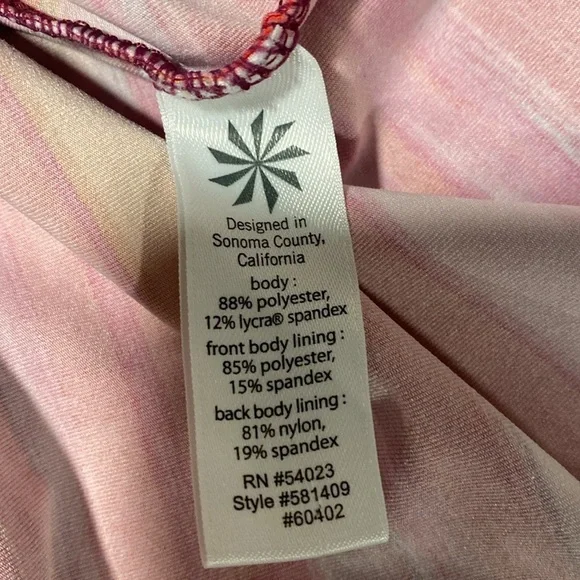 Designed in
Sonoma County,
California
body :
88% polyester,
12% lycra® spandex
front body lining :
85% polyester,
15% spandex
back body lining :
81% nylon,
19% spandex
RN #54023
Style #581409
#60402